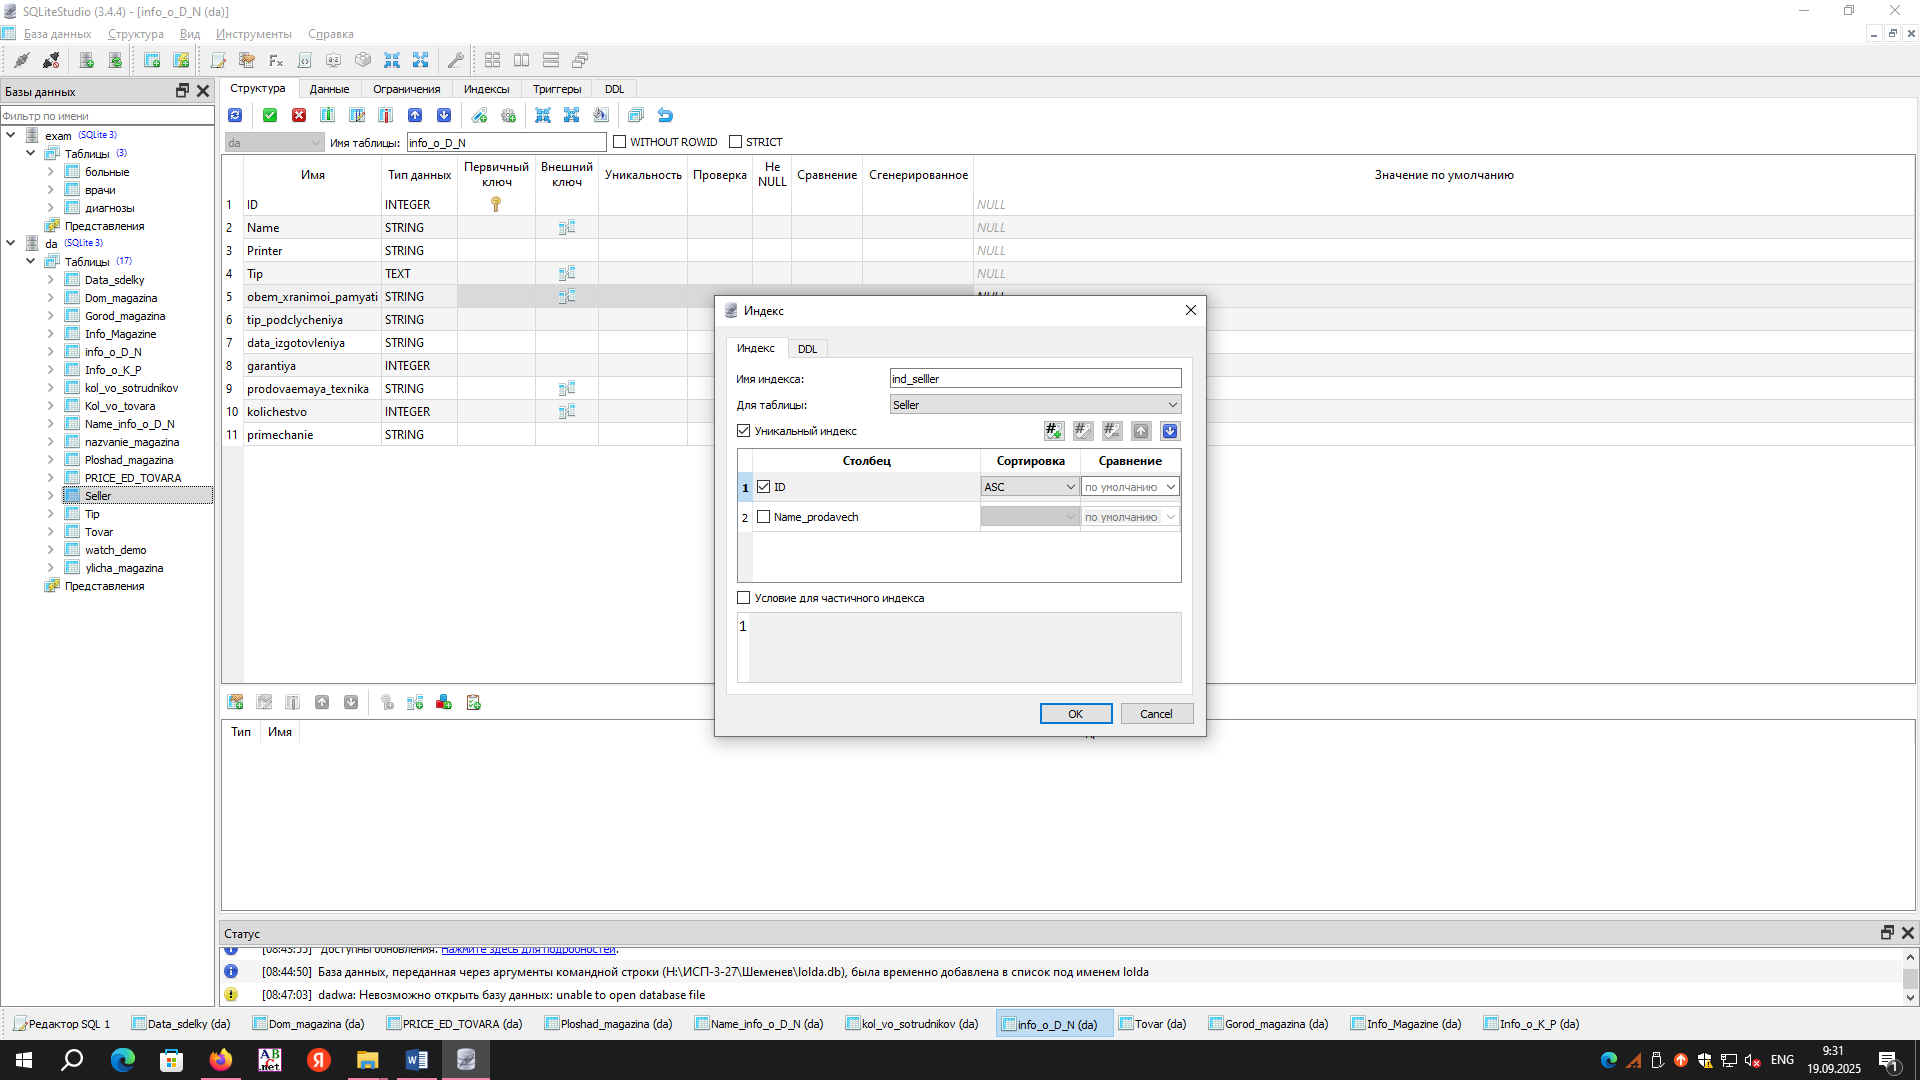 SQLiteStudio (3.4.4) - [info_o_D_N (da)]
База данных Структура Вид Инструменты Справка
Базы данных
Фильтр по имени
exam (SQLite 3)
Таблицы (3)
больные
врачи
диагнозы
Представления
da (SQLite 3)
Таблицы (17)
Data_sdelky
Dom_magazina
Gorod_magazina
Info_Magazine
info_o_D_N
Info_o_K_P
kol_vo_sotrudnikov
Kol_vo_tovara
Name_info_o_D_N
nazvanie_magazina
Ploshad_magazina
PRICE_ED_TOVARA
Seller
Tip
Tovar
watch_demo
ylicha_magazina
Представления
Структура Данные Ограничения Индексы Триггеры DDL
da Имя таблицы: info_o_D_N WITHOUT ROWID STRICT
Имя Тип данных Первичный ключ Внешний ключ Уникальность Проверка Не NULL Сравнение Сгенерированное Значение по умолчанию
1 ID INTEGER NULL
2 Name STRING NULL
3 Printer STRING NULL
4 Tip TEXT NULL
5 obem_xranimoi_pamyati STRING NULL
6 tip_podclycheniya STRING
7 data_izgotovleniya STRING
8 garantiya INTEGER
9 prodovaemaya_texnika STRING
10 kolichestvo INTEGER
11 primechanie STRING
Индекс
Индекс DDL
Имя индекса: ind_selller
Для таблицы: Seller
Уникальный индекс
Столбец Сортировка Сравнение
1 ID ASC по умолчанию
2 Name_prodavech по умолчанию
Условие для частичного индекса
1
OK Cancel
Тип Имя
Статус
[08:43:55] Доступны обновления. Нажмите здесь для подробностей.
[08:44:50] База данных, переданная через аргументы командной строки (H:\ИСП-3-27\Шеменев\lolda.db), была временно добавлена в список под именем lolda
[08:47:03] dadwa: Невозможно открыть базу данных: unable to open database file
Редактор SQL 1 Data_sdelky (da) Dom_magazina (da) PRICE_ED_TOVARA (da) Ploshad_magazina (da) Name_info_o_D_N (da) kol_vo_sotrudnikov (da) info_o_D_N (da) Tovar (da) Gorod_magazina (da) Info_Magazine (da) Info_o_K_P (da)
ENG
9:31
19.09.2025
1